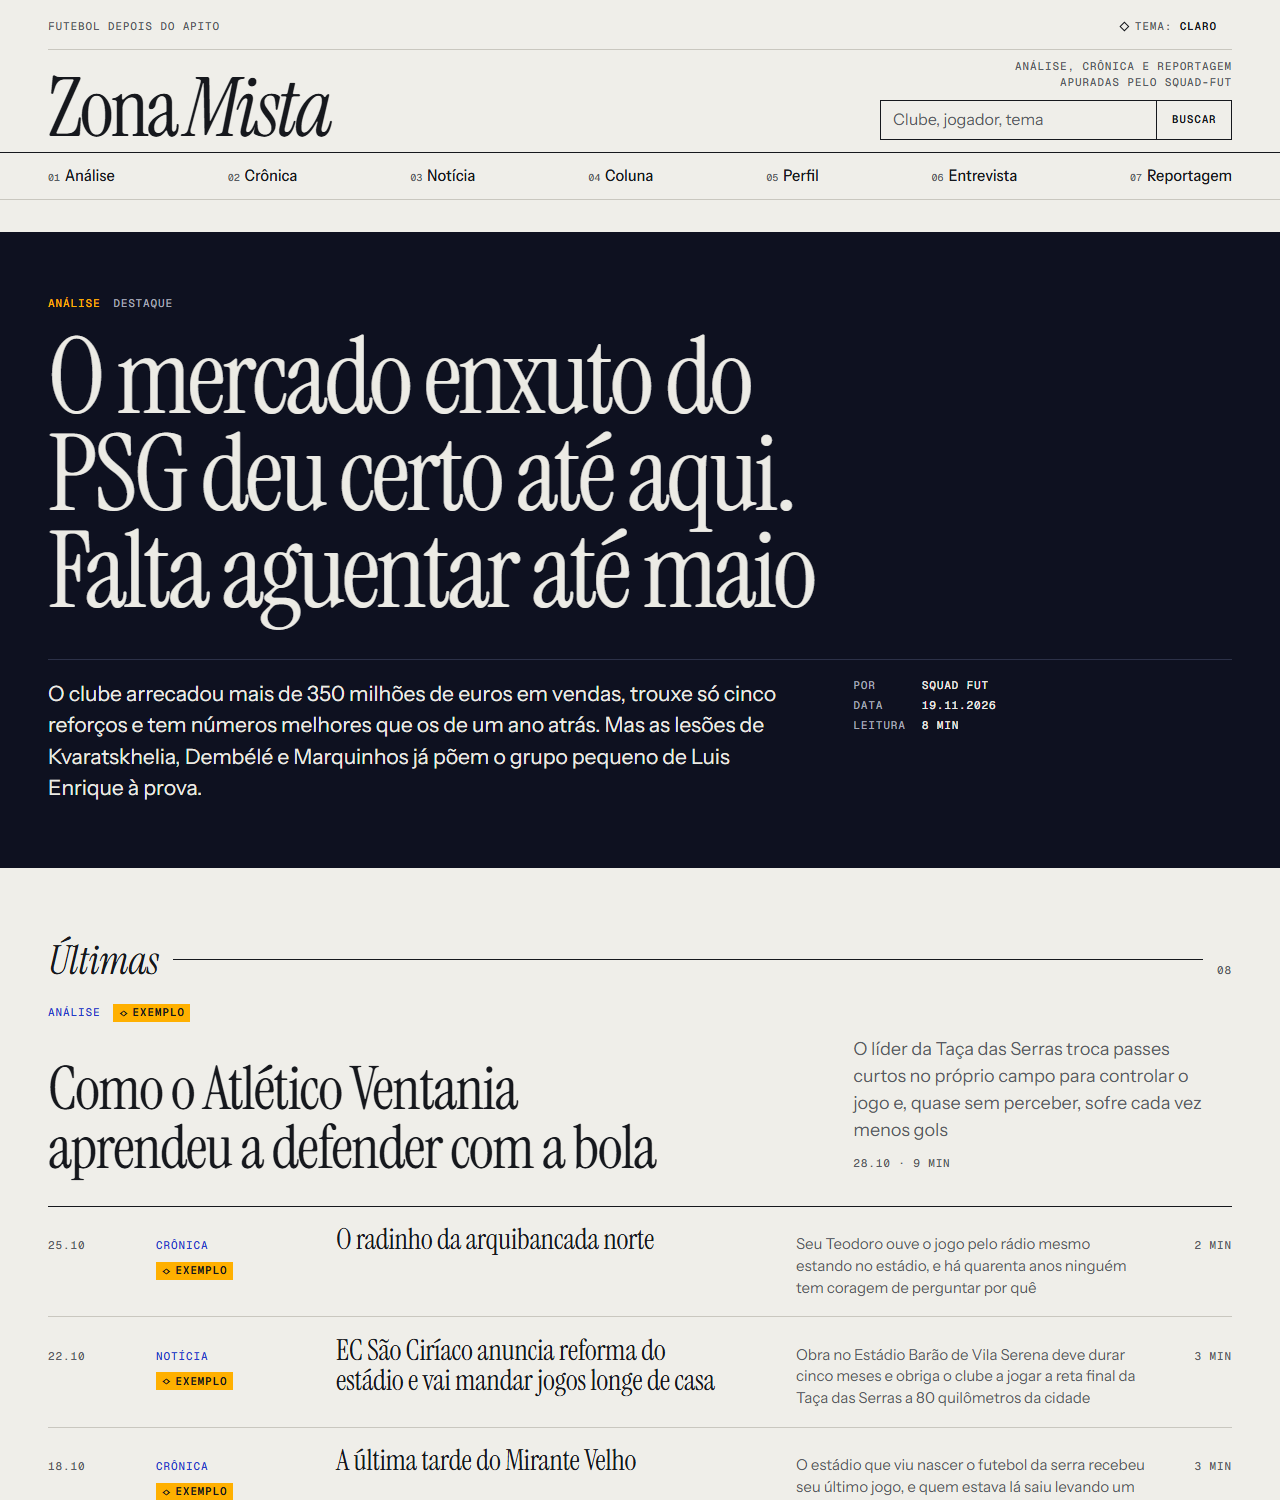 FUTEBOL DEPOIS DO APITO
TEMA: CLARO
Zona Mista
ANÁLISE, CRÔNICA E REPORTAGEM
APURADAS PELO SQUAD-FUT
Clube, jogador, tema
BUSCAR
01 Análise
02 Crônica
03 Notícia
04 Coluna
05 Perfil
06 Entrevista
07 Reportagem
ANÁLISE DESTAQUE
O mercado enxuto do
PSG deu certo até aqui.
Falta aguentar até maio
O clube arrecadou mais de 350 milhões de euros em vendas, trouxe só cinco
reforços e tem números melhores que os de um ano atrás. Mas as lesões de
Kvaratskhelia, Dembélé e Marquinhos já põem o grupo pequeno de Luis
Enrique à prova.
POR SQUAD FUT
DATA 19.11.2026
LEITURA 8 MIN
Últimas
08
ANÁLISE EXEMPLO
Como o Atlético Ventania
aprendeu a defender com a bola
O líder da Taça das Serras troca passes
curtos no próprio campo para controlar o
jogo e, quase sem perceber, sofre cada vez
menos gols
28.10 · 9 MIN
25.10
CRÔNICA
EXEMPLO
O radinho da arquibancada norte
Seu Teodoro ouve o jogo pelo rádio mesmo
estando no estádio, e há quarenta anos ninguém
tem coragem de perguntar por quê
2 MIN
22.10
NOTÍCIA
EXEMPLO
EC São Ciríaco anuncia reforma do
estádio e vai mandar jogos longe de casa
Obra no Estádio Barão de Vila Serena deve durar
cinco meses e obriga o clube a jogar a reta final da
Taça das Serras a 80 quilômetros da cidade
3 MIN
18.10
CRÔNICA
EXEMPLO
A última tarde do Mirante Velho
O estádio que viu nascer o futebol da serra recebeu
seu último jogo, e quem estava lá saiu levando um
3 MIN